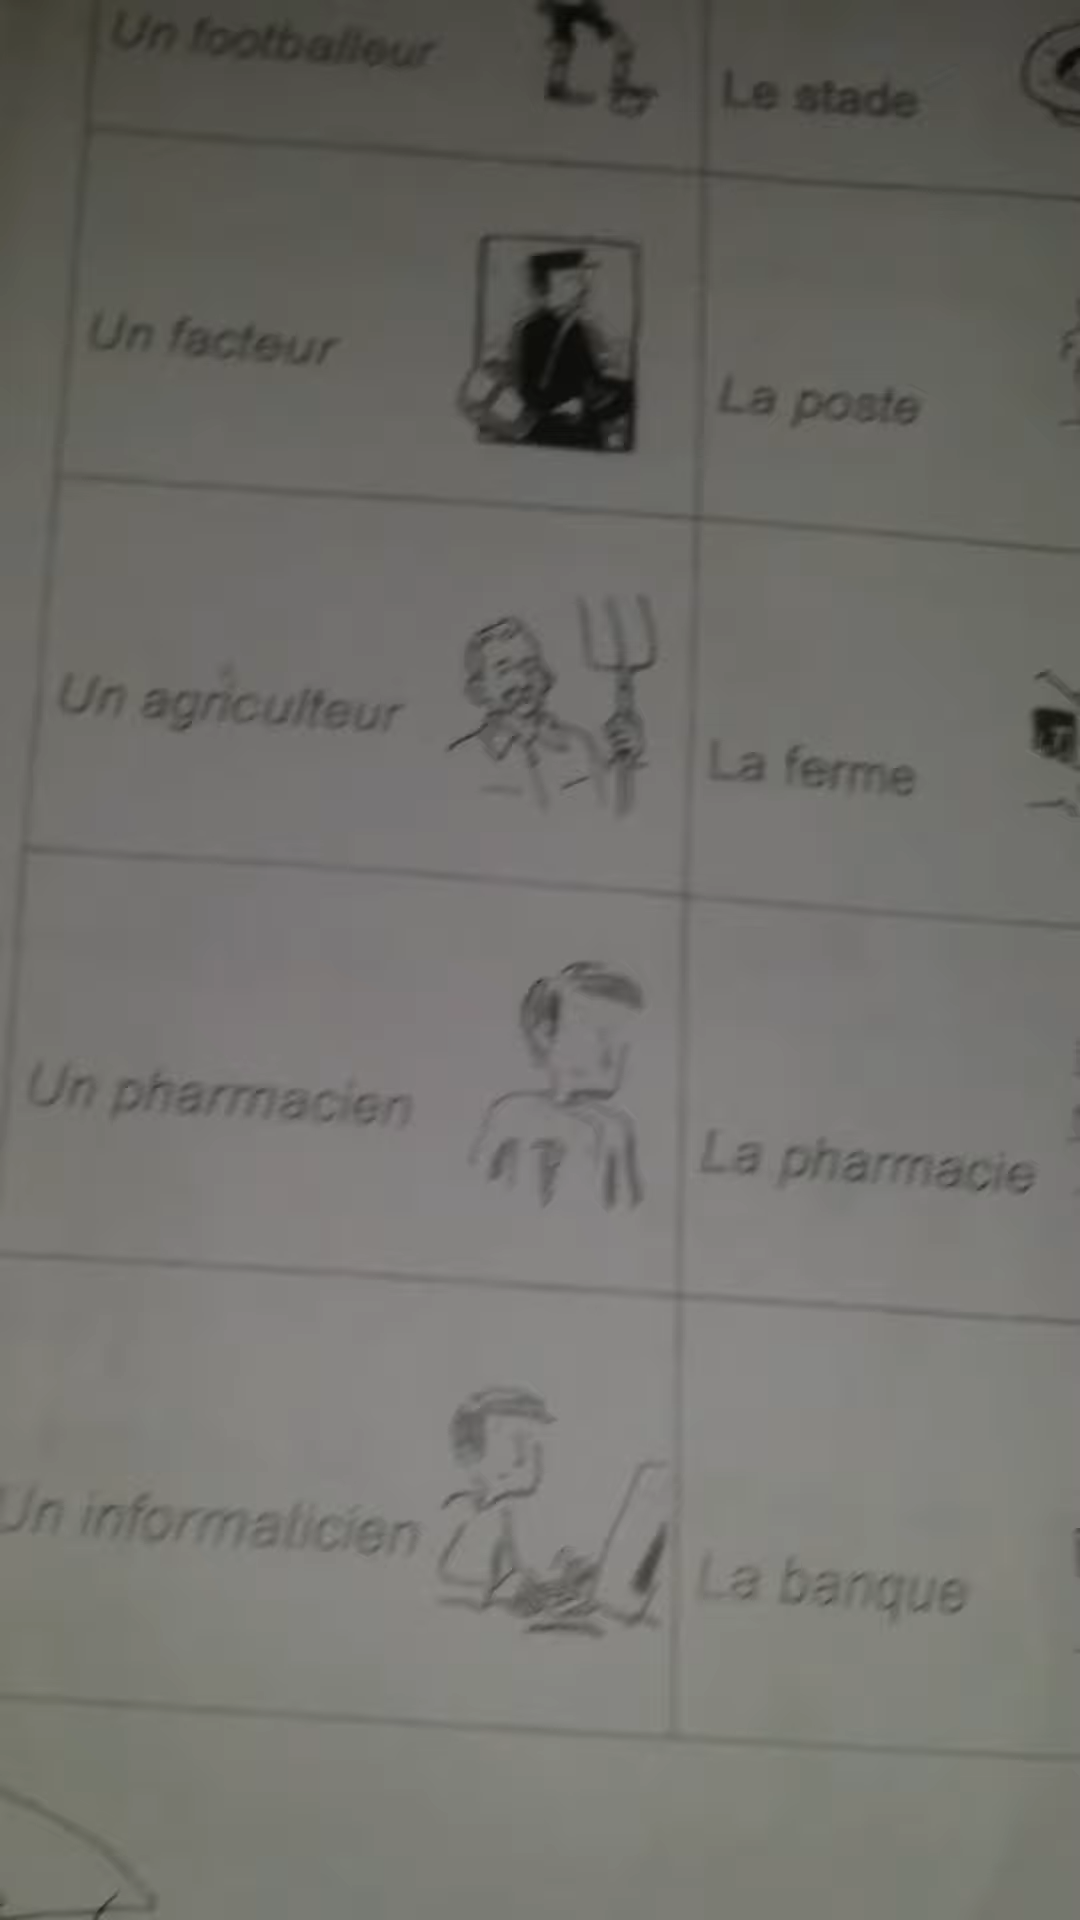 Un footballeur
Le stade
Un facteur
La poste
Un agriculteur
La ferme
Un pharmacien
La pharmacie
Un informaticien
La banque